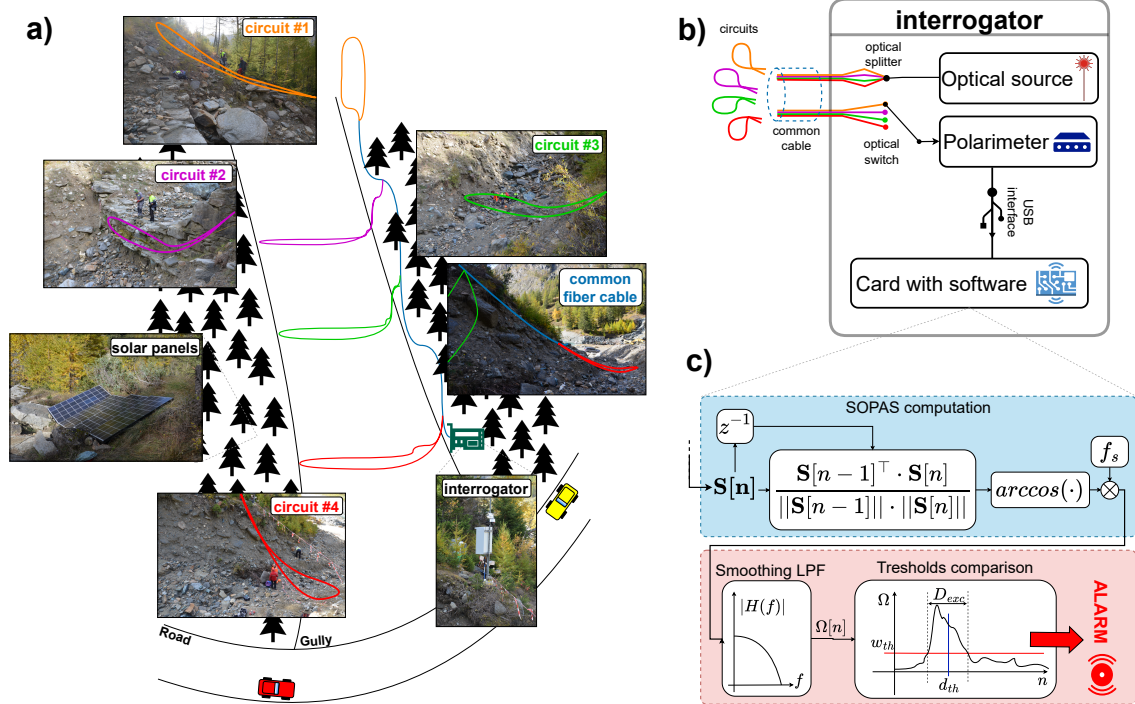 a)
circuit #1
circuit #2
circuit #3
common
fiber cable
solar panels
circuit #4
interrogator
Road
Gully
b)
interrogator
circuits
optical
splitter
Optical source
common
cable
optical
switch
Polarimeter
USB
interface
Card with software
c)
SOPAS computation
z⁻¹
f_s
S[n]
S[n − 1]^⊤ · S[n]
||S[n − 1]|| · ||S[n]||
arccos(·)
Smoothing LPF
|H(f)|
f
Ω[n]
Tresholds comparison
Ω
D_exc
w_th
d_th
n
ALARM